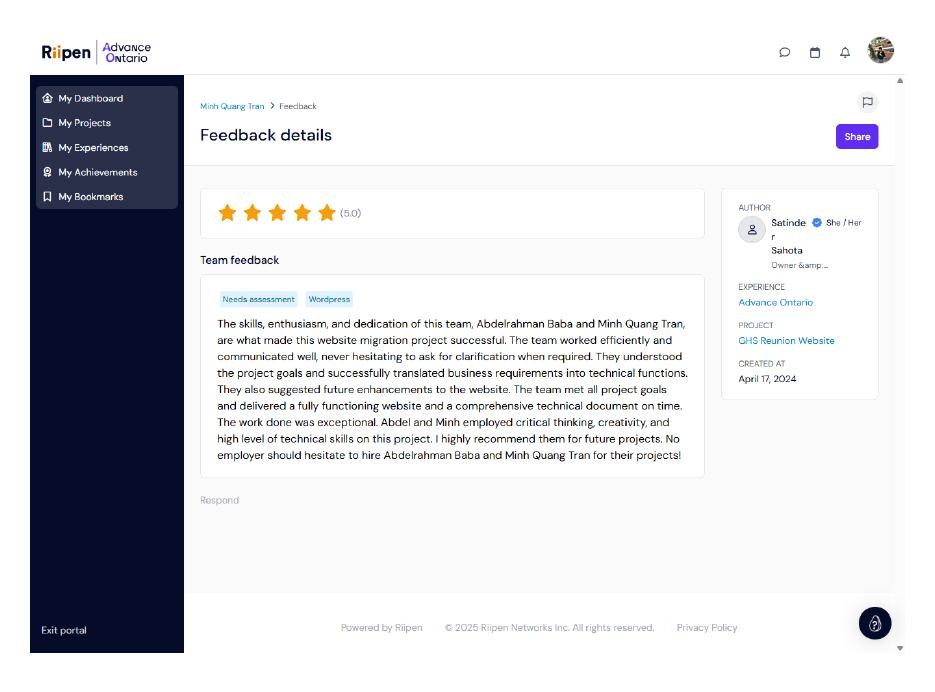 Riipen
Advance
Ontario
My Dashboard
My Projects
My Experiences
My Achievements
My Bookmarks
Exit portal
Minh Quang Tran > Feedback
Feedback details
Share
(5.0)
Team feedback
Needs assessment Wordpress
The skills, enthusiasm, and dedication of this team, Abdelrahman Baba and Minh Quang Tran,
are what made this website migration project successful. The team worked efficiently and
communicated well, never hesitating to ask for clarification when required. They understood
the project goals and successfully translated business requirements into technical functions.
They also suggested future enhancements to the website. The team met all project goals
and delivered a fully functioning website and a comprehensive technical document on time.
The work done was exceptional. Abdel and Minh employed critical thinking, creativity, and
high level of technical skills on this project. I highly recommend them for future projects. No
employer should hesitate to hire Abdelrahman Baba and Minh Quang Tran for their projects!
Respond
AUTHOR
Satinde She / Her
r
Sahota
Owner &amp;...
EXPERIENCE
Advance Ontario
PROJECT
GHS Reunion Website
CREATED AT
April 17, 2024
Powered by Riipen © 2025 Riipen Networks Inc. All rights reserved. Privacy Policy